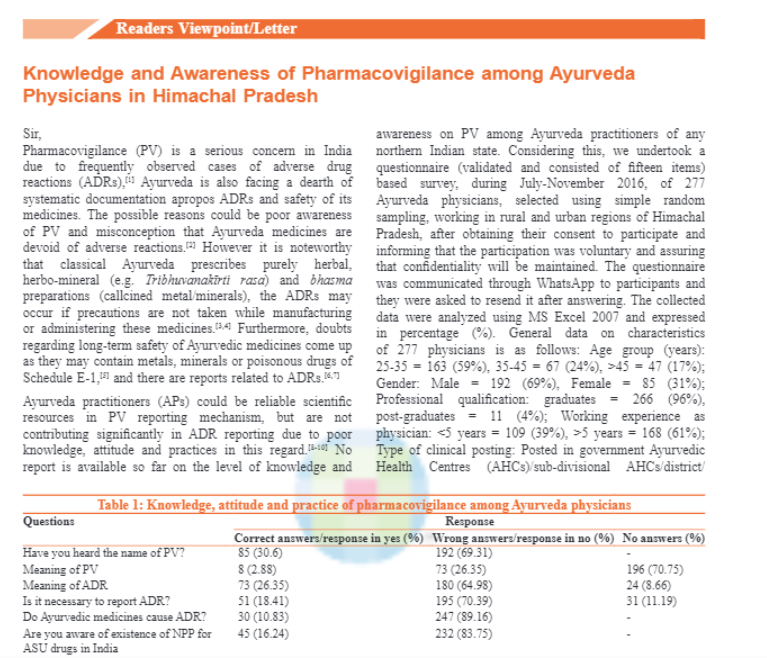 Readers Viewpoint/Letter
Knowledge and Awareness of Pharmacovigilance among Ayurveda
Physicians in Himachal Pradesh
Sir,
Pharmacovigilance (PV) is a serious concern in India
due to frequently observed cases of adverse drug
reactions (ADRs),[1] Ayurveda is also facing a dearth of
systematic documentation apropos ADRs and safety of its
medicines. The possible reasons could be poor awareness
of PV and misconception that Ayurveda medicines are
devoid of adverse reactions.[2] However it is noteworthy
that classical Ayurveda prescribes purely herbal,
herbo-mineral (e.g. Tribhuvanakīrti rasa) and bhasma
preparations (callcined metal/minerals), the ADRs may
occur if precautions are not taken while manufacturing
or administering these medicines.[3,4] Furthermore, doubts
regarding long-term safety of Ayurvedic medicines come up
as they may contain metals, minerals or poisonous drugs of
Schedule E-1,[5] and there are reports related to ADRs.[6,7]
Ayurveda practitioners (APs) could be reliable scientific
resources in PV reporting mechanism, but are not
contributing significantly in ADR reporting due to poor
knowledge, attitude and practices in this regard.[8-10] No
report is available so far on the level of knowledge and
awareness on PV among Ayurveda practitioners of any
northern Indian state. Considering this, we undertook a
questionnaire (validated and consisted of fifteen items)
based survey, during July-November 2016, of 277
Ayurveda physicians, selected using simple random
sampling, working in rural and urban regions of Himachal
Pradesh, after obtaining their consent to participate and
informing that the participation was voluntary and assuring
that confidentiality will be maintained. The questionnaire
was communicated through WhatsApp to participants and
they were asked to resend it after answering. The collected
data were analyzed using MS Excel 2007 and expressed
in percentage (%). General data on characteristics
of 277 physicians is as follows: Age group (years):
25-35 = 163 (59%), 35-45 = 67 (24%), >45 = 47 (17%);
Gender: Male = 192 (69%), Female = 85 (31%);
Professional qualification: graduates = 266 (96%),
post-graduates = 11 (4%); Working experience as
physician: <5 years = 109 (39%), >5 years = 168 (61%);
Type of clinical posting: Posted in government Ayurvedic
Health Centres (AHCs)/sub-divisional AHCs/district/
Table 1: Knowledge, attitude and practice of pharmacovigilance among Ayurveda physicians
Questions Response
Correct answers/response in yes (%) Wrong answers/response in no (%) No answers (%)
Have you heard the name of PV? 85 (30.6) 192 (69.31) -
Meaning of PV 8 (2.88) 73 (26.35) 196 (70.75)
Meaning of ADR 73 (26.35) 180 (64.98) 24 (8.66)
Is it necessary to report ADR? 51 (18.41) 195 (70.39) 31 (11.19)
Do Ayurvedic medicines cause ADR? 30 (10.83) 247 (89.16) -
Are you aware of existence of NPP for 45 (16.24) 232 (83.75) -
ASU drugs in India